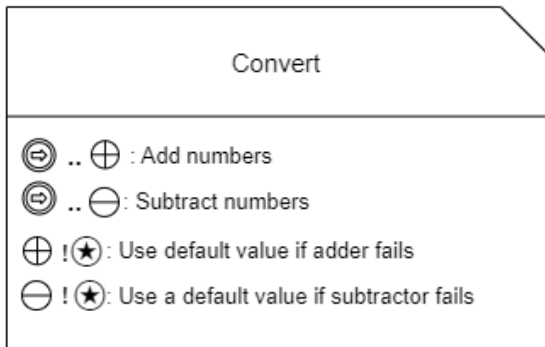 Convert
.. : Add numbers
.. : Subtract numbers
! : Use default value if adder fails
! : Use a default value if subtractor fails